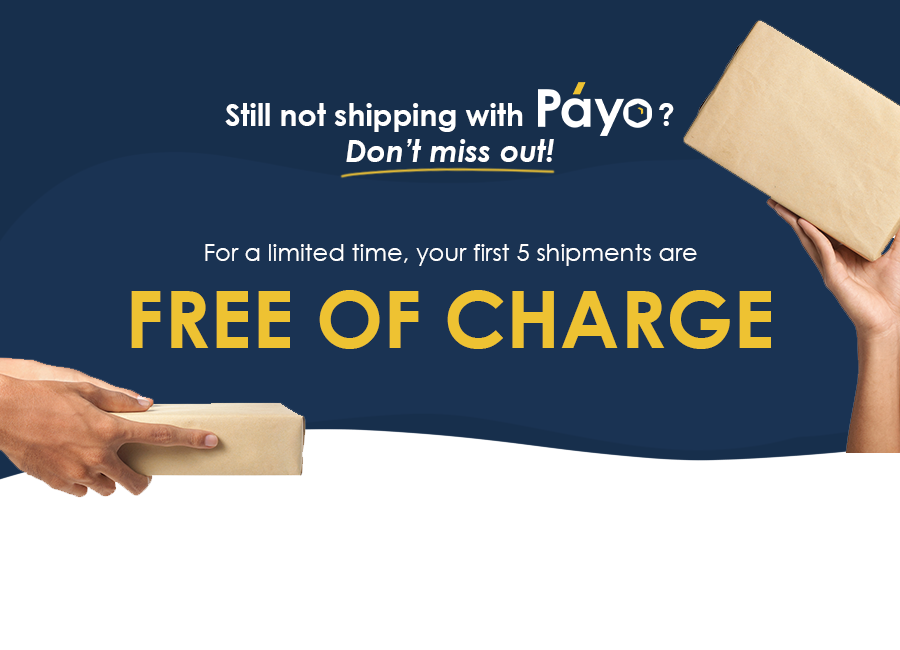 Still not shipping with Páyo ?
Don't miss out!
For a limited time, your first 5 shipments are
FREE OF CHARGE